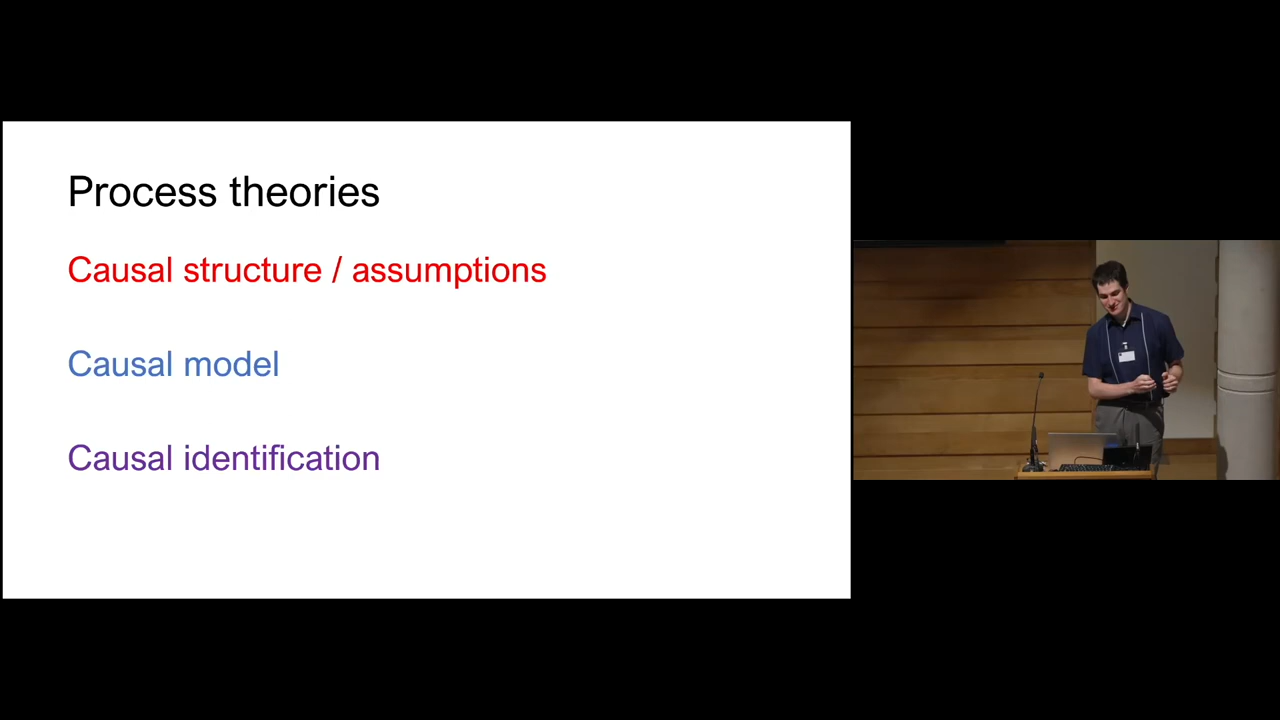 Process theories
Causal structure / assumptions
Causal model
Causal identification